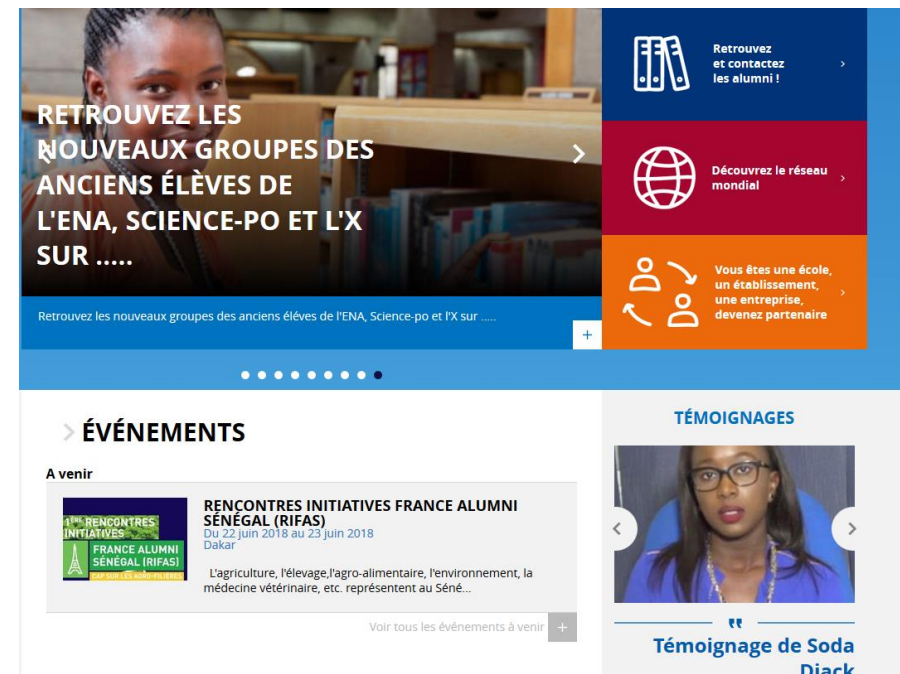 RETROUVEZ LES
NOUVEAUX GROUPES DES
ANCIENS ÉLÈVES DE
L'ENA, SCIENCE-PO ET L'X
SUR .....
Retrouvez les nouveaux groupes des anciens éléves de l'ENA, Science-po et l'X sur .....
+
Retrouvez
et contactez
les alumni !
Découvrez le réseau
mondial
Vous êtes une école,
un établissement,
une entreprise,
devenez partenaire
ÉVÉNEMENTS
A venir
1ÈRE RENCONTRES
INITIATIVES
FRANCE ALUMNI
SÉNÉGAL (RIFAS)
CAP SUR LES AGRO-FILIÈRES
RENCONTRES INITIATIVES FRANCE ALUMNI
SÉNÉGAL (RIFAS)
Du 22 juin 2018 au 23 juin 2018
Dakar
L'agriculture, l'élevage,l'agro-alimentaire, l'environnement, la
médecine vétérinaire, etc. représentent au Séné...
Voir tous les événements à venir +
TÉMOIGNAGES
Témoignage de Soda
Diack